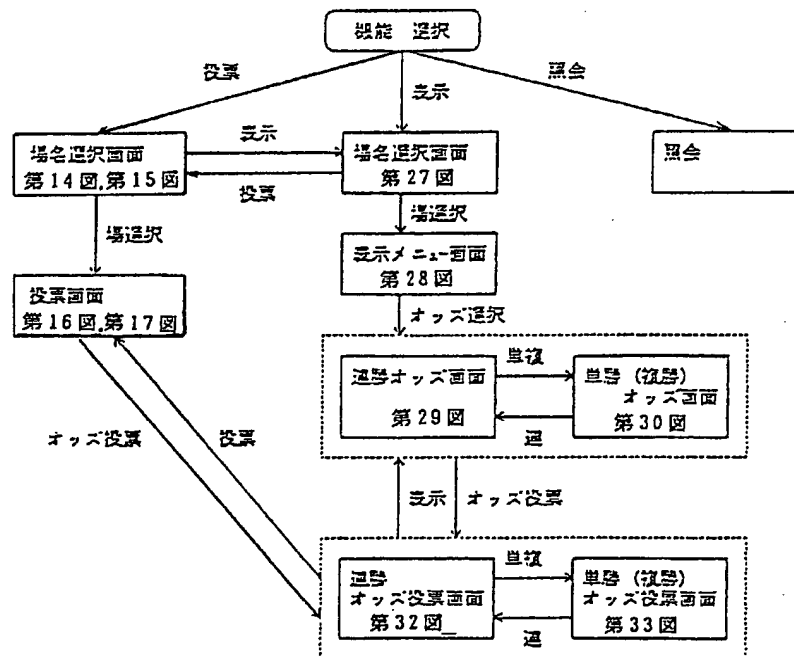 機能 選択
投票
表示
照会
場名選択画面
第14図,第15図
表示
投票
場名選択画面
第27図
照会
場選択
場選択
投票画面
第16図,第17図
表示メニュー画面
第28図
オッズ選択
連勝オッズ画面
第29図
単複
連
単勝(複勝)
オッズ画面
第30図
オッズ投票
投票
表示
オッズ投票
連勝
オッズ投票画面
第32図
単複
連
単勝(複勝)
オッズ投票画面
第33図